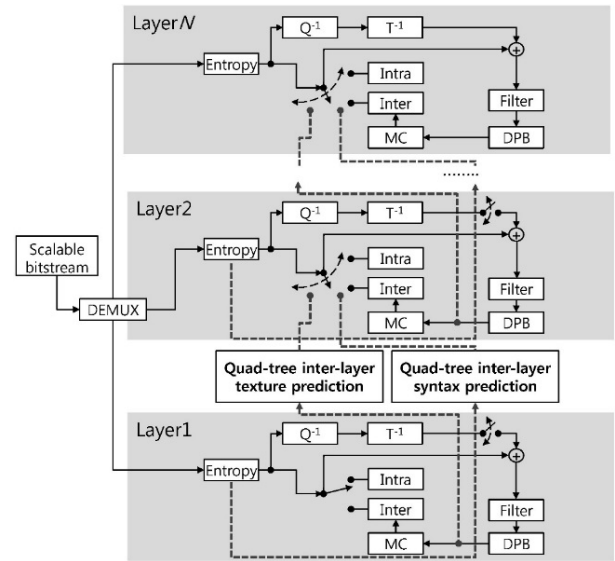 LayerN
Q-1
T-1
Entropy
Intra
Inter
Filter
MC
DPB
.........
Layer2
Q-1
T-1
Scalable
bitstream
Entropy
Intra
DEMUX
Inter
Filter
MC
DPB
Quad-tree inter-layer
texture prediction
Quad-tree inter-layer
syntax prediction
Layer1
Q-1
T-1
Entropy
Intra
Inter
Filter
MC
DPB